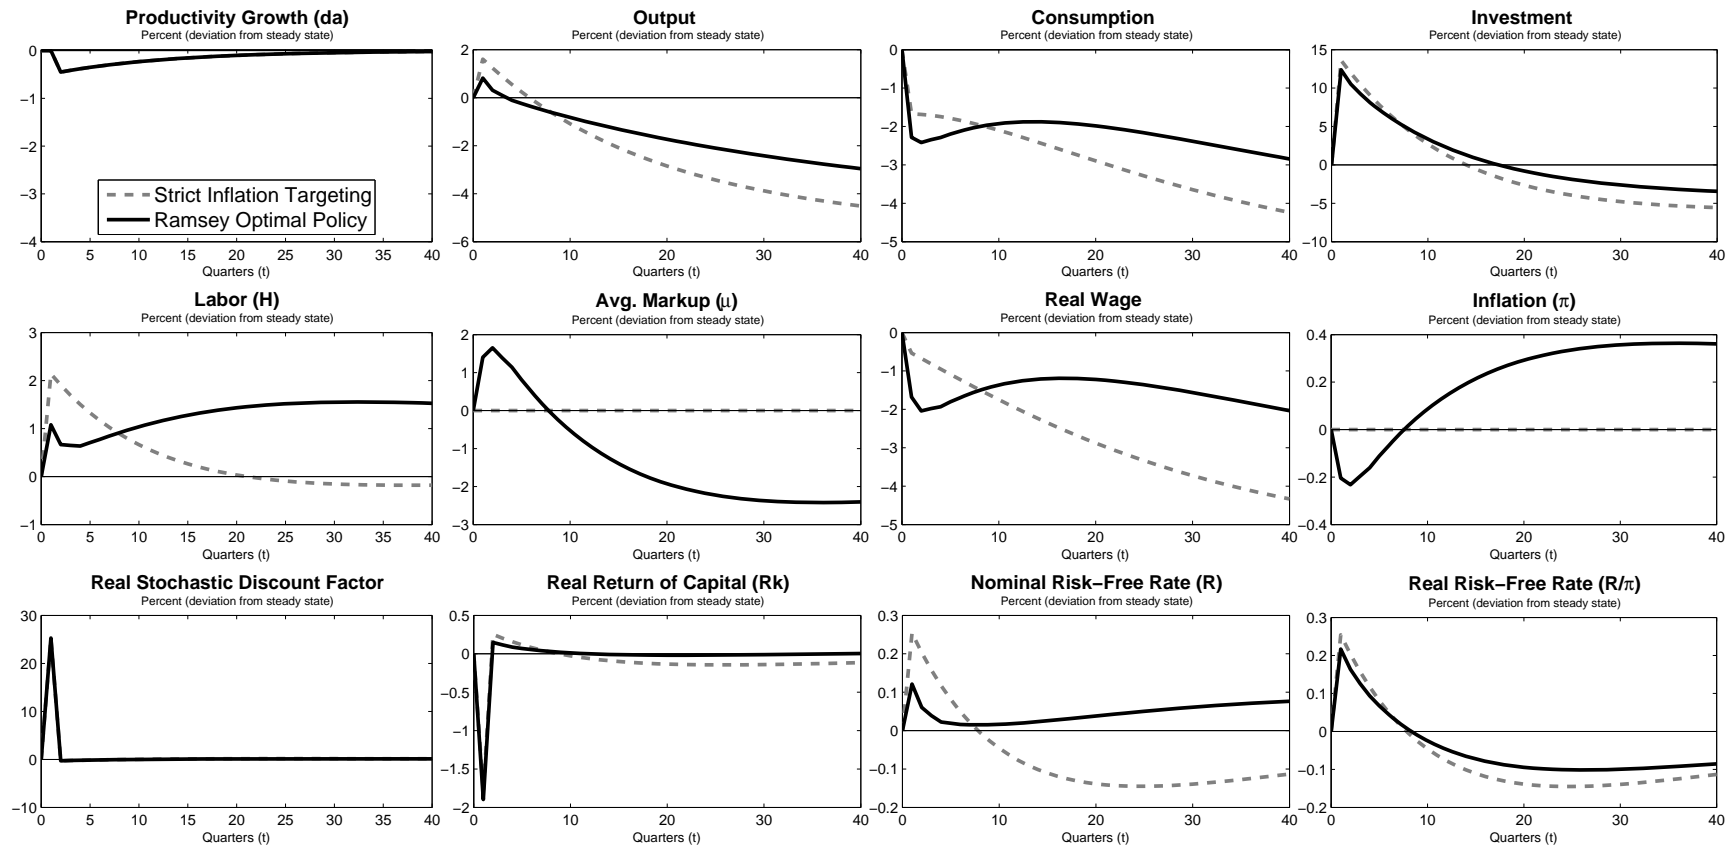 Productivity Growth (da)
Percent (deviation from steady state)
0
−1
−2
−3
−4
Strict Inflation Targeting
Ramsey Optimal Policy
0 5 10 15 20 25 30 35 40
Quarters (t)
Output
Percent (deviation from steady state)
2
0
−2
−4
−6
0 10 20 30 40
Quarters (t)
Consumption
Percent (deviation from steady state)
0
−1
−2
−3
−4
−5
0 10 20 30 40
Quarters (t)
Investment
Percent (deviation from steady state)
15
10
5
0
−5
−10
0 10 20 30 40
Quarters (t)
Labor (H)
Percent (deviation from steady state)
3
2
1
0
−1
0 5 10 15 20 25 30 35 40
Quarters (t)
Avg. Markup (μ)
Percent (deviation from steady state)
2
1
0
−1
−2
−3
0 10 20 30 40
Quarters (t)
Real Wage
Percent (deviation from steady state)
0
−1
−2
−3
−4
−5
0 10 20 30 40
Quarters (t)
Inflation (π)
Percent (deviation from steady state)
0.4
0.2
0
−0.2
−0.4
0 10 20 30 40
Quarters (t)
Real Stochastic Discount Factor
Percent (deviation from steady state)
30
20
10
0
−10
0 5 10 15 20 25 30 35 40
Quarters (t)
Real Return of Capital (Rk)
Percent (deviation from steady state)
0.5
0
−0.5
−1
−1.5
−2
0 10 20 30 40
Quarters (t)
Nominal Risk−Free Rate (R)
Percent (deviation from steady state)
0.3
0.2
0.1
0
−0.1
−0.2
0 10 20 30 40
Quarters (t)
Real Risk−Free Rate (R/π)
Percent (deviation from steady state)
0.3
0.2
0.1
0
−0.1
−0.2
0 10 20 30 40
Quarters (t)